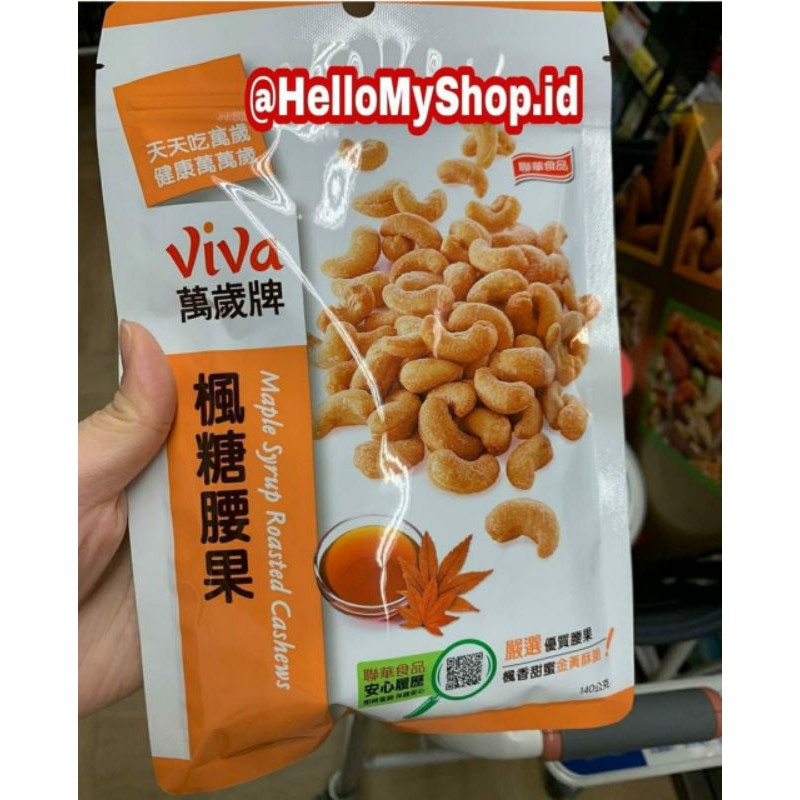 @HelloMyShop.id
天天吃萬歲
健康萬萬歲
聯華食品
Viva
萬歲牌
楓糖腰果
Maple Syrup Roasted Cashews
聯華食品
安心履歷
嚴選優質腰果
楓香甜蜜金黃酥脆!
140公克